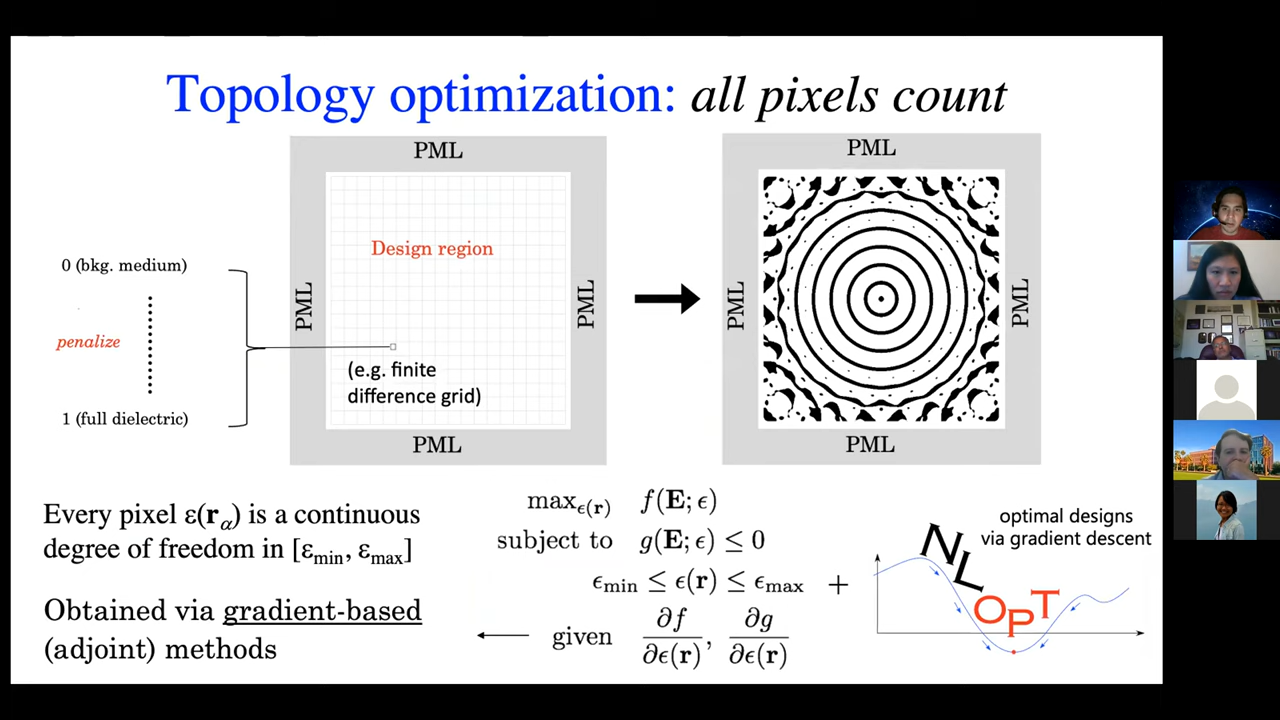 Topology optimization: all pixels count
PML
PML
Design region
0 (bkg. medium)
penalize
1 (full dielectric)
PML
PML
PML
PML
(e.g. finite
difference grid)
PML
PML
Every pixel ε(r_α) is a continuous
degree of freedom in [ε_min, ε_max]
Obtained via gradient-based
(adjoint) methods
max_ϵ(r) f(E; ϵ)
subject to g(E; ϵ) ≤ 0
ϵ_min ≤ ϵ(r) ≤ ϵ_max +
given ∂f/∂ϵ(r), ∂g/∂ϵ(r)
optimal designs
via gradient descent
NL
OPT